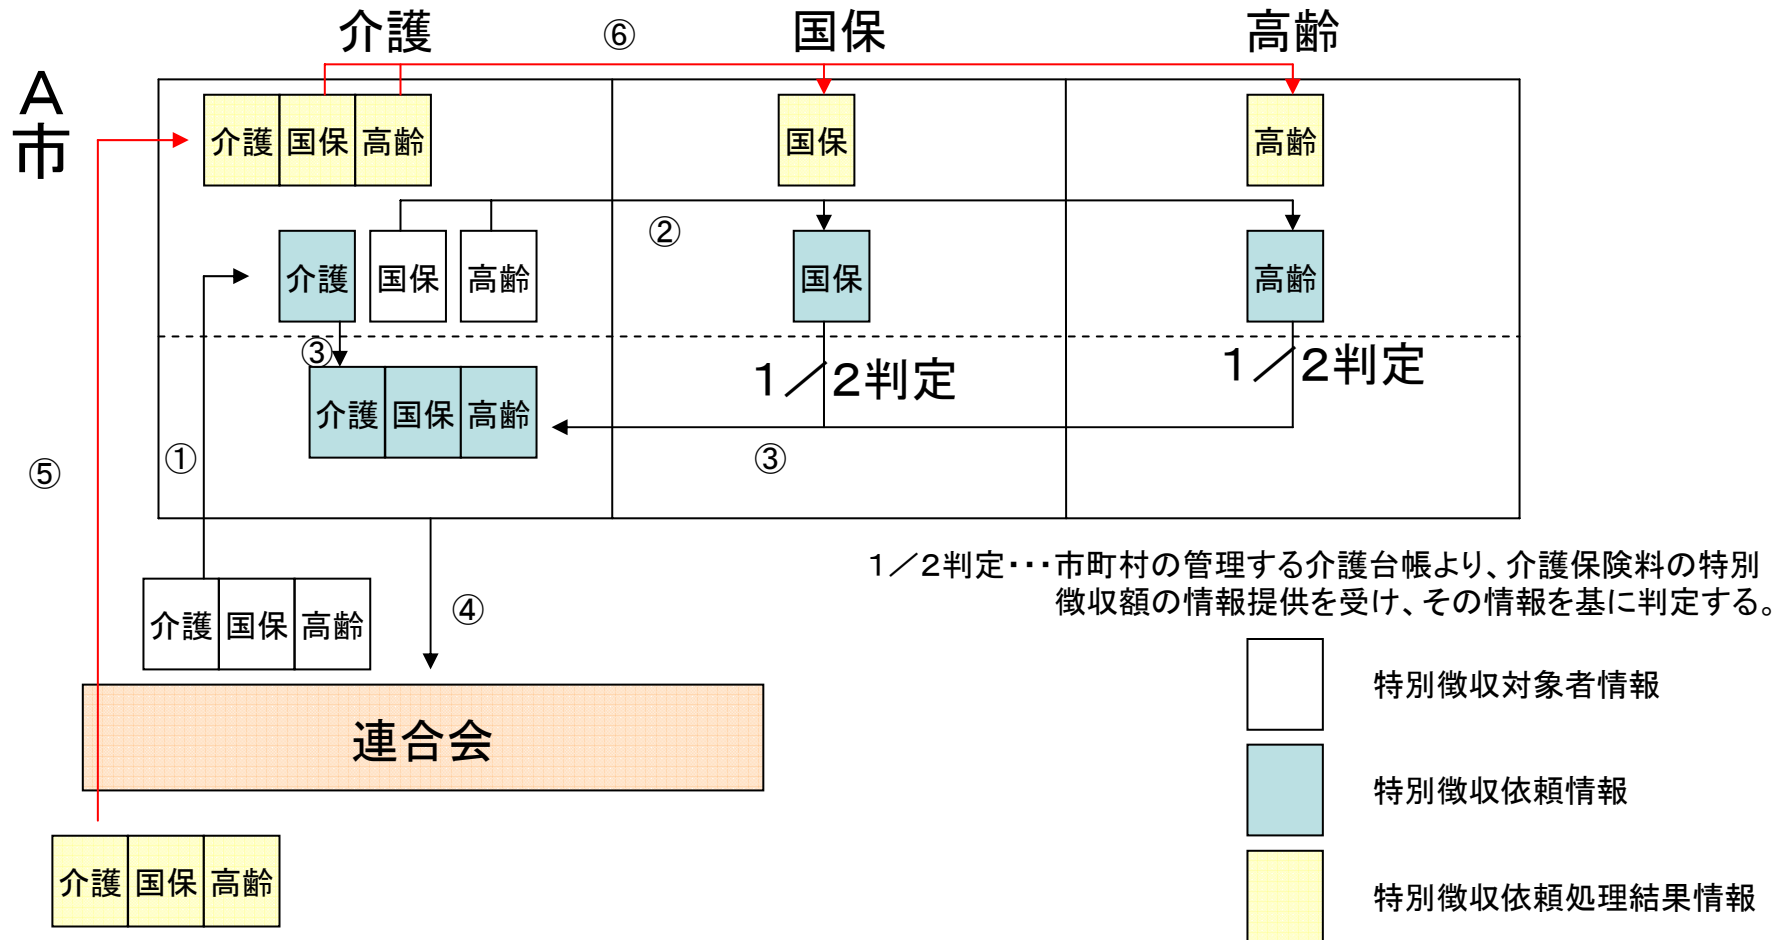 介護
⑥
国保
高齢
A
市
介護 国保 高齢
国保
高齢
②
介護
国保
高齢
国保
高齢
③
1/2判定
1/2判定
介護 国保 高齢
①
③
⑤
1/2判定・・・市町村の管理する介護台帳より、介護保険料の特別
徴収額の情報提供を受け、その情報を基に判定する。
④
介護 国保 高齢
特別徴収対象者情報
連合会
特別徴収依頼情報
介護 国保 高齢
特別徴収依頼処理結果情報